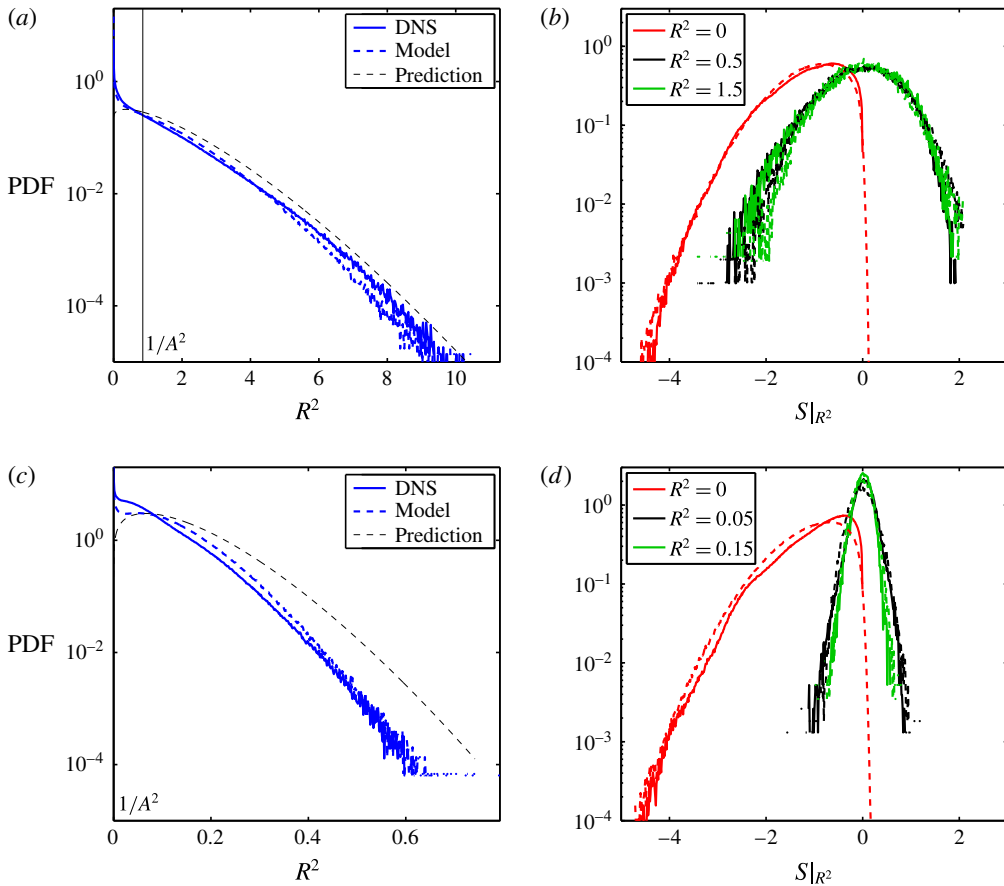 (a)
PDF
10^0
10^−2
10^−4
DNS
Model
Prediction
1/A^2
0 2 4 6 8 10
R^2
(b)
10^0
10^−1
10^−2
10^−3
10^−4
R^2 = 0
R^2 = 0.5
R^2 = 1.5
−4 −2 0 2
S|_{R^2}
(c)
PDF
10^0
10^−2
10^−4
DNS
Model
Prediction
1/A^2
0 0.2 0.4 0.6
R^2
(d)
10^0
10^−1
10^−2
10^−3
10^−4
R^2 = 0
R^2 = 0.05
R^2 = 0.15
−4 −2 0 2
S|_{R^2}